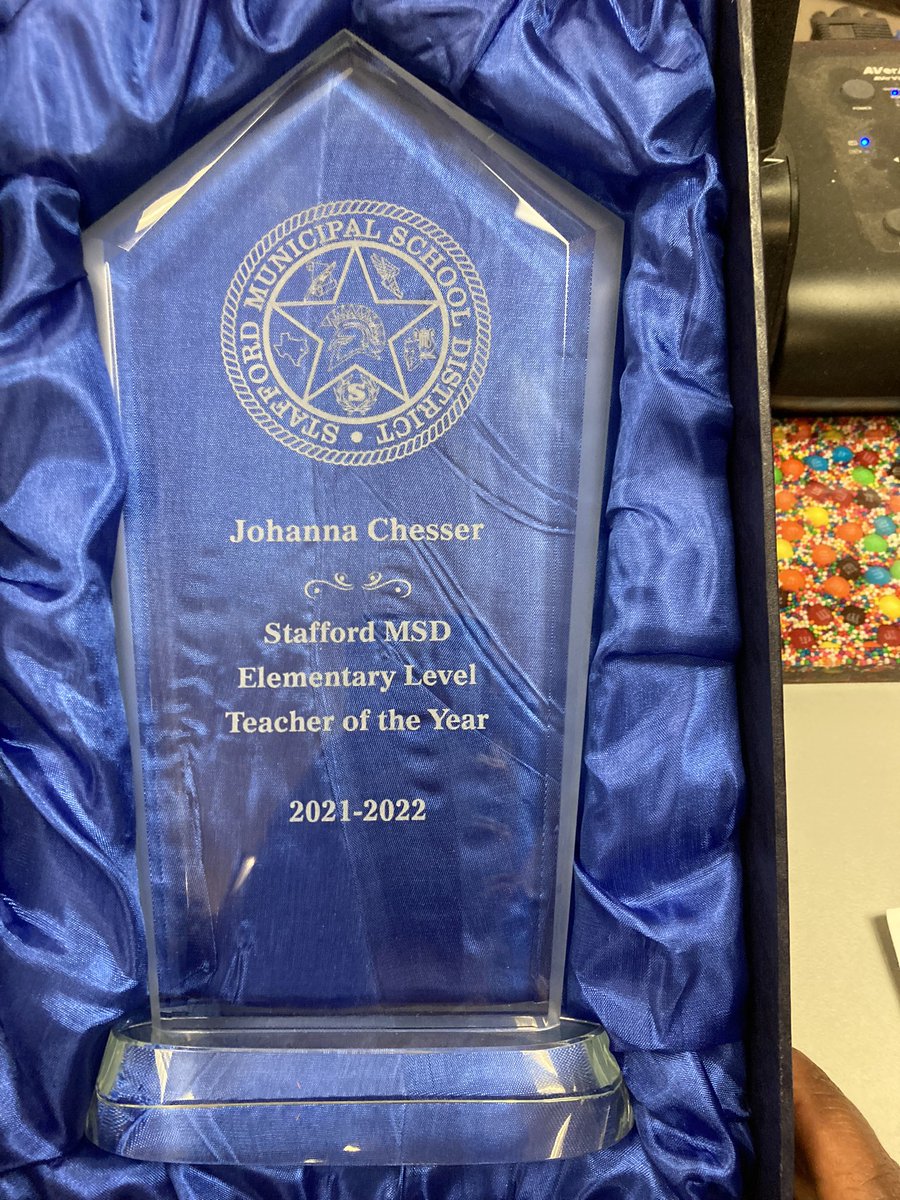 STAFFORD MUNICIPAL SCHOOL DISTRICT
S
Johanna Chesser
Stafford MSD
Elementary Level
Teacher of the Year
2021-2022